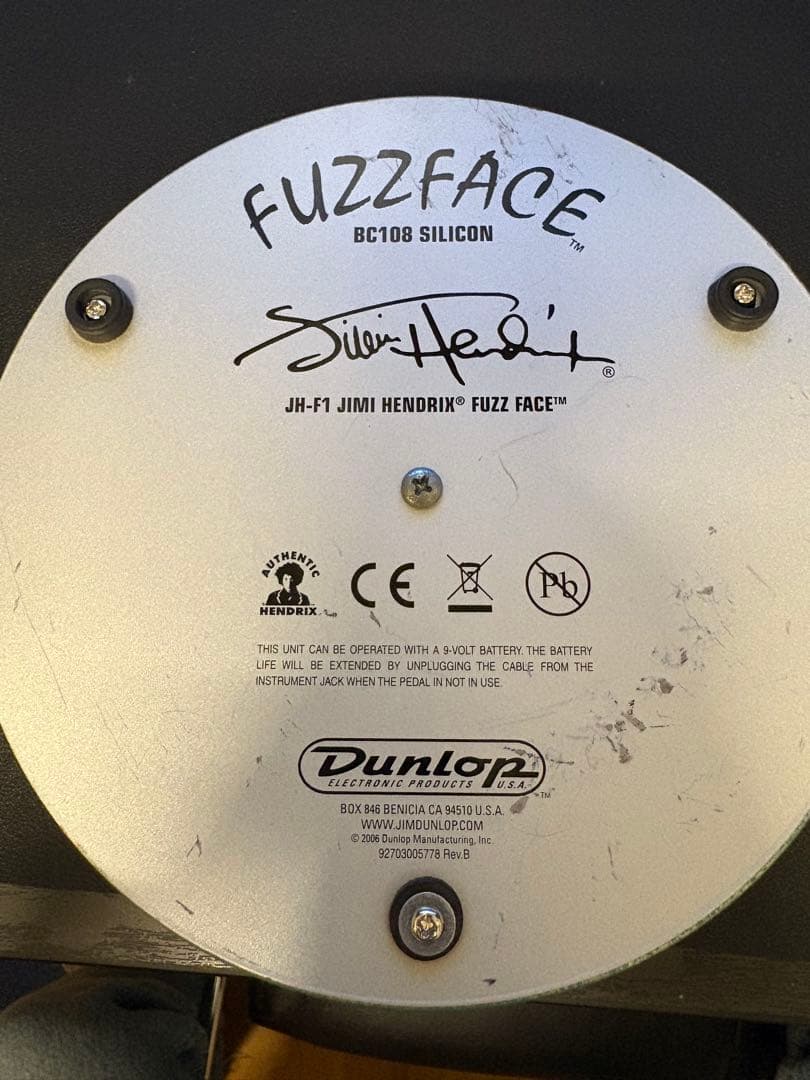 FUZZFACE™
BC108 SILICON
Jimi Hendrix®
JH-F1 JIMI HENDRIX® FUZZ FACE™
AUTHENTIC
HENDRIX
CE
Pb
THIS UNIT CAN BE OPERATED WITH A 9-VOLT BATTERY. THE BATTERY
LIFE WILL BE EXTENDED BY UNPLUGGING THE CABLE FROM THE
INSTRUMENT JACK WHEN THE PEDAL IN NOT IN USE.
Dunlop
ELECTRONIC PRODUCTS U.S.A.™
BOX 846 BENICIA CA 94510 U.S.A.
WWW.JIMDUNLOP.COM
© 2006 Dunlop Manufacturing, Inc.
92703005778 Rev.B